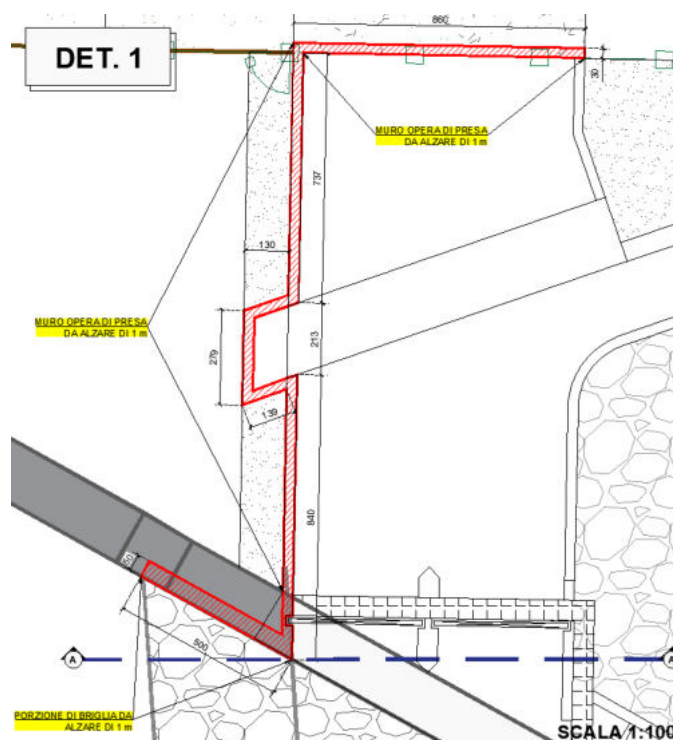 860
DET. 1
30
MURO OPERA DI PRESA
DA ALZARE DI 1 m
737
130
MURO OPERA DI PRESA
DA ALZARE DI 1 m
213
279
139
840
50
500
A
A
PORZIONE DI BRIGLIA DA
ALZARE DI 1 m
SCALA 1:100